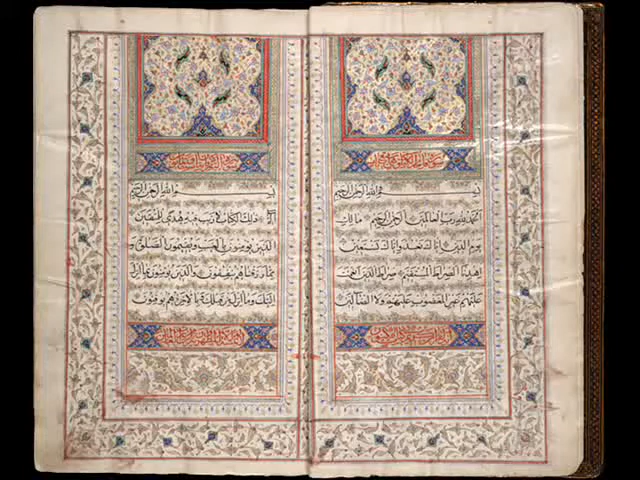 بسم الله الرحمن الرحيم
الحمد لله رب العالمين الرحمن الرحيم مالك
يوم الدين اياك نعبد واياك نستعين
اهدنا الصراط المستقيم صراط الذين انعمت
عليهم غير المغضوب عليهم ولا الضالين
بسم الله الرحمن الرحيم
الم ذلك الكتاب لا ريب فيه هدى للمتقين
الذين يؤمنون بالغيب ويقيمون الصلوة
ومما رزقناهم ينفقون والذين يؤمنون بما انزل
اليك وما انزل من قبلك وبالاخرة هم يوقنون